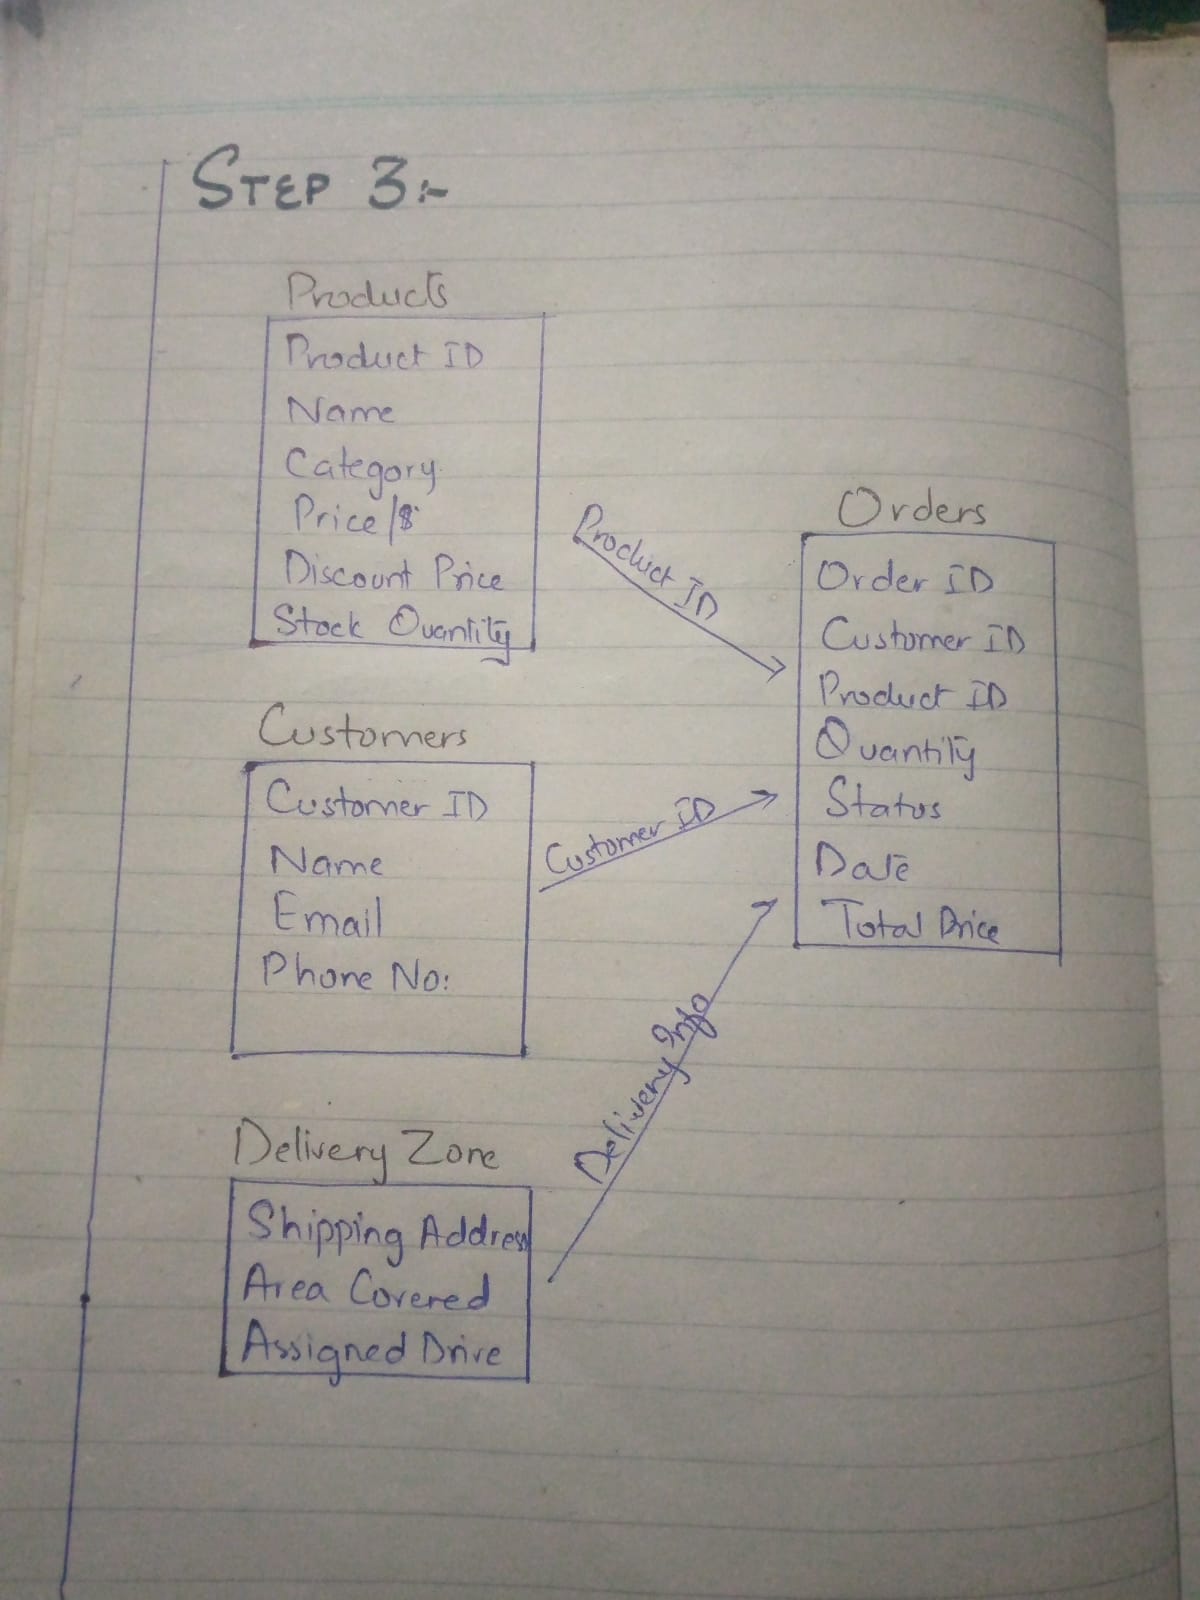 STEP 3:-
Products
Product ID
Name
Category
Price/$
Discount Price
Stock Quantity
Product ID
Customers
Customer ID
Name
Email
Phone No:
Customer ID
Delivery Zone
Shipping Address
Area Covered
Assigned Drive
Delivery Info
Orders
Order ID
Customer ID
Product ID
Quantity
Status
Date
Total Price